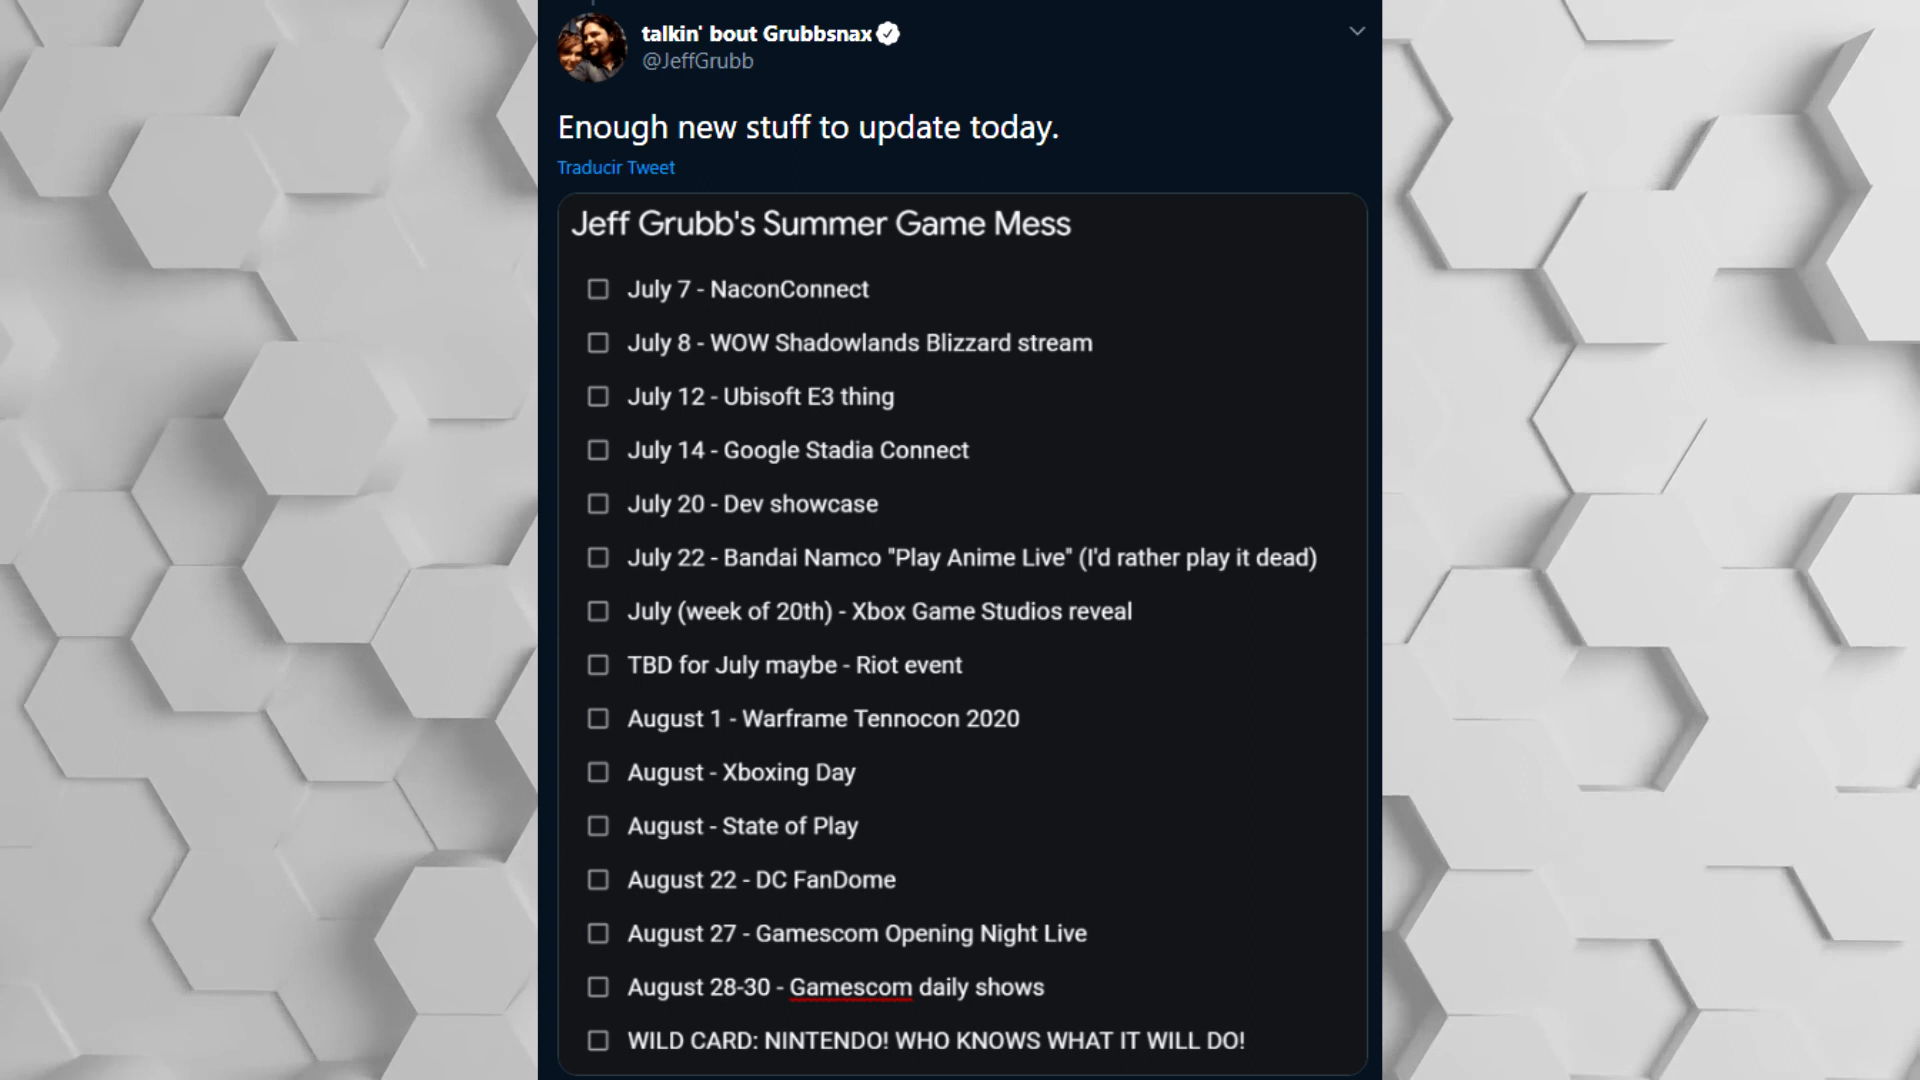 talkin' bout Grubbsnax
@JeffGrubb
Enough new stuff to update today.
Traducir Tweet
Jeff Grubb's Summer Game Mess
July 7 - NaconConnect
July 8 - WOW Shadowlands Blizzard stream
July 12 - Ubisoft E3 thing
July 14 - Google Stadia Connect
July 20 - Dev showcase
July 22 - Bandai Namco "Play Anime Live" (I'd rather play it dead)
July (week of 20th) - Xbox Game Studios reveal
TBD for July maybe - Riot event
August 1 - Warframe Tennocon 2020
August - Xboxing Day
August - State of Play
August 22 - DC FanDome
August 27 - Gamescom Opening Night Live
August 28-30 - Gamescom daily shows
WILD CARD: NINTENDO! WHO KNOWS WHAT IT WILL DO!